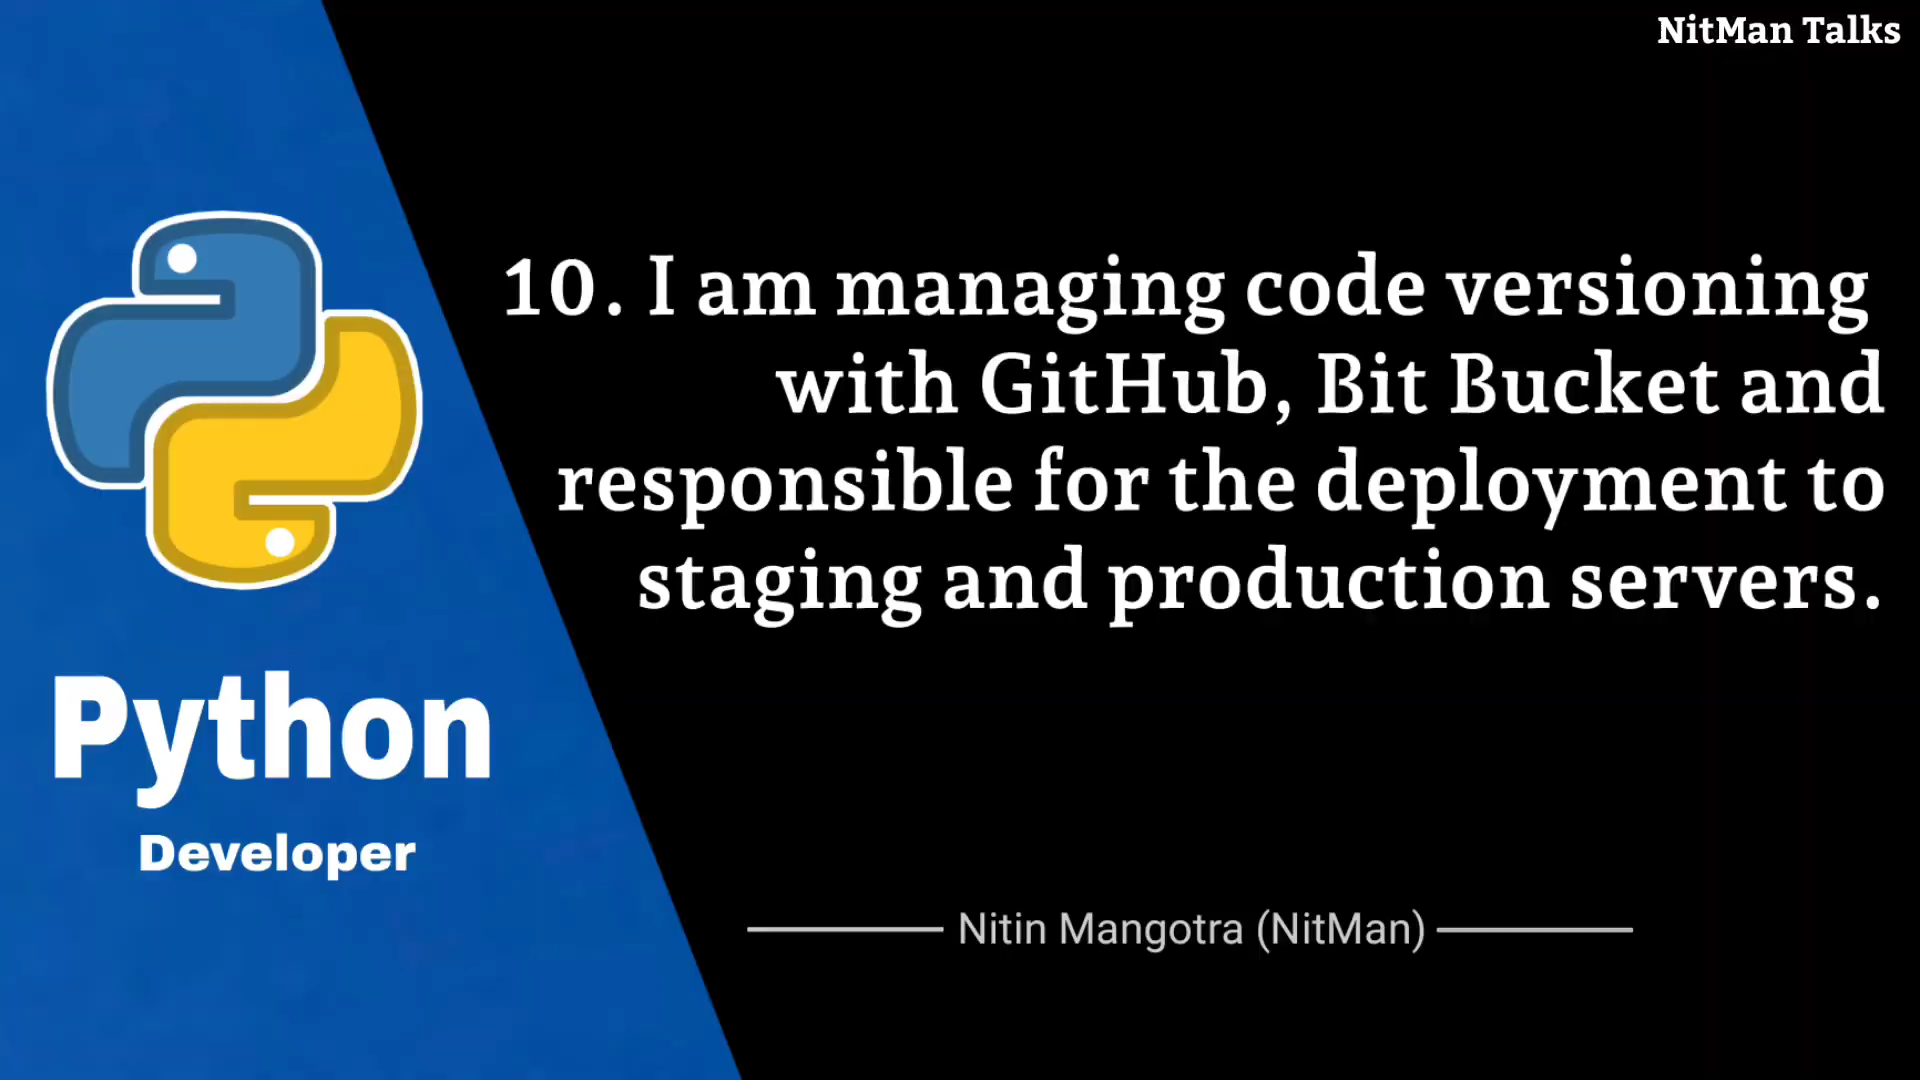 NitMan Talks
10. I am managing code versioning
with GitHub, Bit Bucket and
responsible for the deployment to
staging and production servers.
Python
Developer
Nitin Mangotra (NitMan)